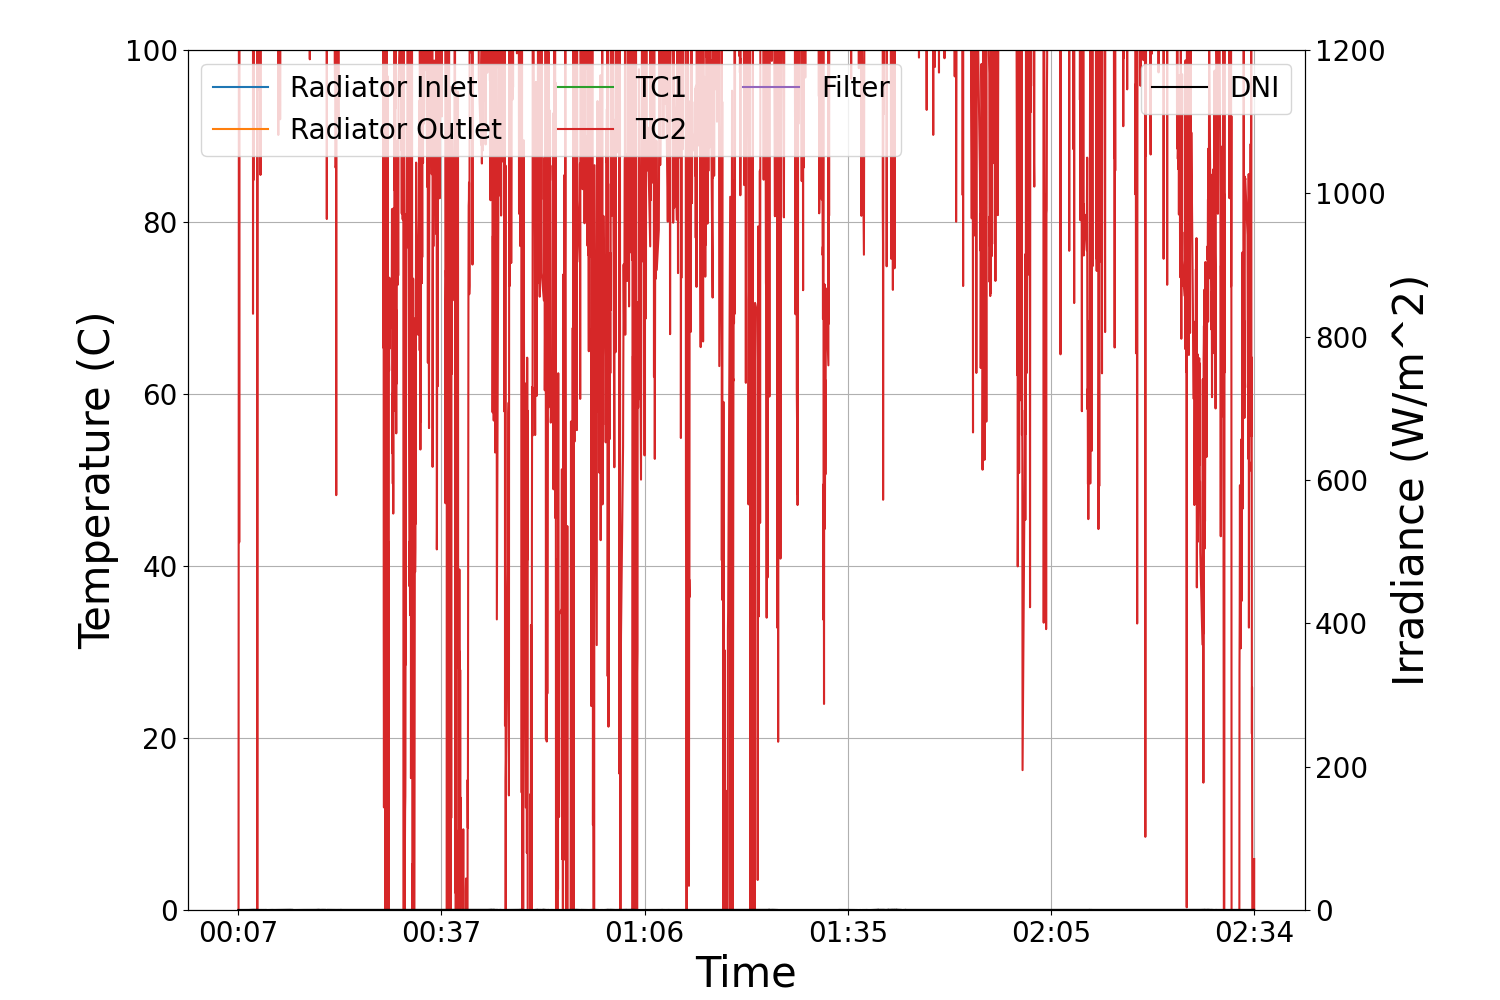 Radiator Inlet
Radiator Outlet
TC1
TC2
Filter
DNI
Temperature (C)
100
80
60
40
20
0
1200
1000
800
600
400
200
0
Irradiance (W/m^2)
00:07 00:37 01:06 01:35 02:05 02:34
Time